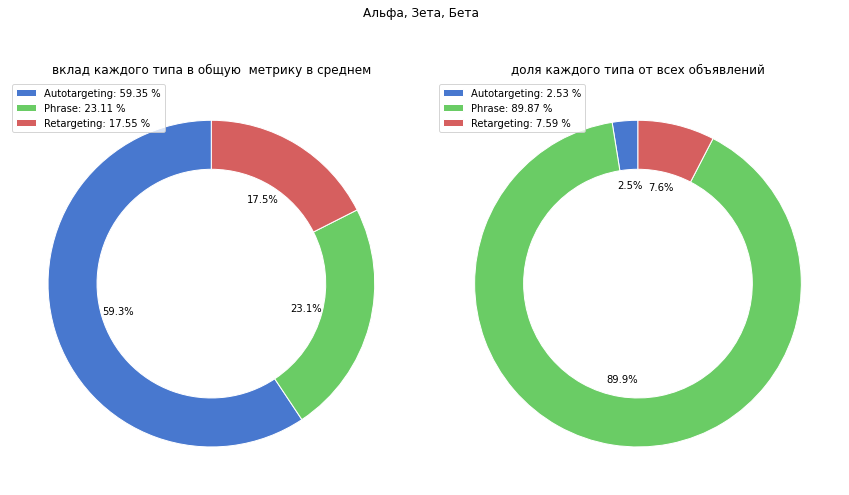 Альфа, Зета, Бета
вклад каждого типа в общую  метрику в среднем
Autotargeting: 59.35 %
Phrase: 23.11 %
Retargeting: 17.55 %
17.5%
59.3%
23.1%
доля каждого типа от всех объявлений
Autotargeting: 2.53 %
Phrase: 89.87 %
Retargeting: 7.59 %
2.5%
7.6%
89.9%